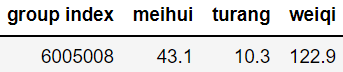 group index meihui turang weiqi
6005008 43.1 10.3 122.9